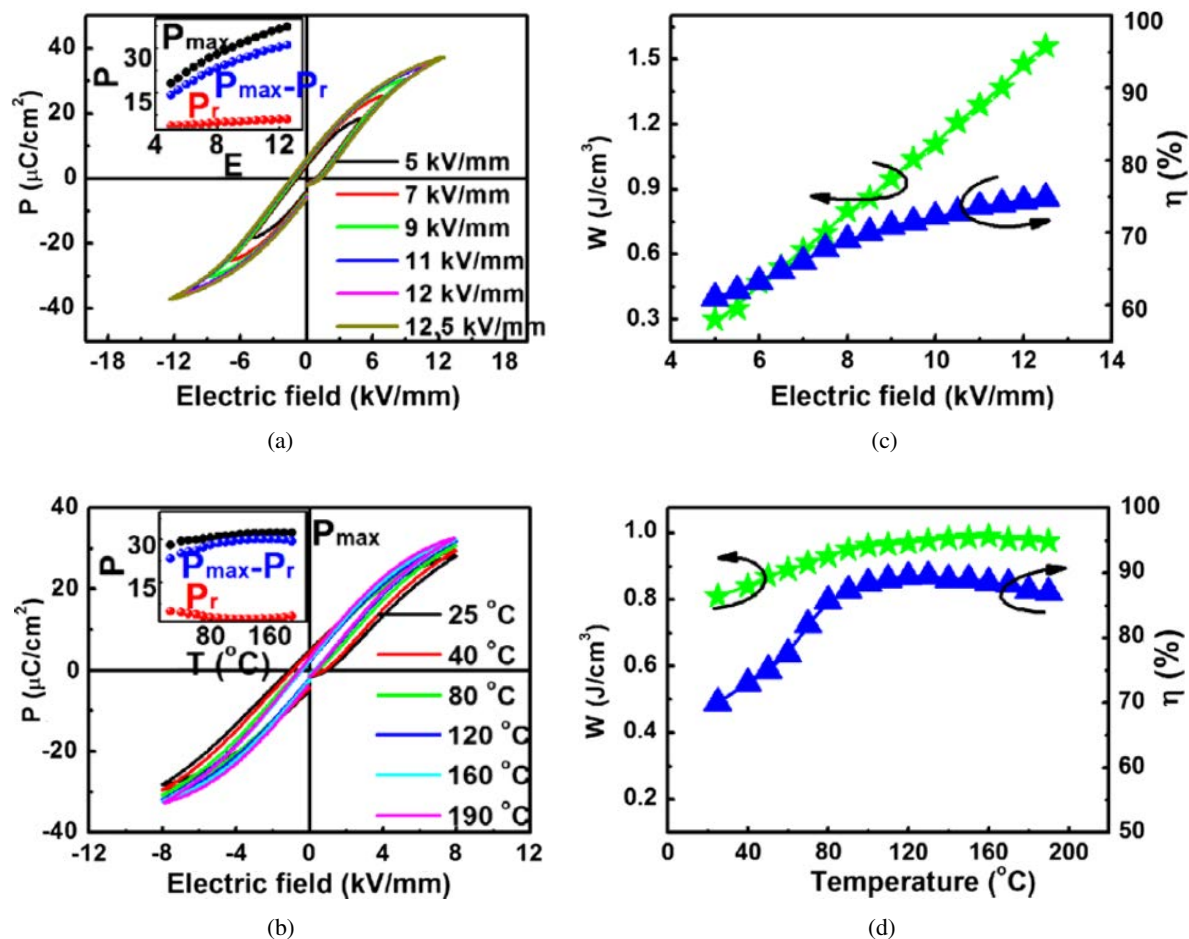 P (μC/cm²)
40
20
0
-20
-40
-18
-12
-6
0
6
12
18
Electric field (kV/mm)
P
30
15
4
8
12
E
Pmax
Pmax-Pr
Pr
5 kV/mm
7 kV/mm
9 kV/mm
11 kV/mm
12 kV/mm
12,5 kV/mm
(a)
W (J/cm³)
1.5
1.2
0.9
0.6
0.3
4
6
8
10
12
14
Electric field (kV/mm)
100
90
80
70
60
η (%)
(c)
P (μC/cm²)
40
20
0
-20
-40
-12
-8
-4
0
4
8
12
Electric field (kV/mm)
P
30
15
80
160
T (°C)
Pmax-Pr
Pr
Pmax
25 °C
40 °C
80 °C
120 °C
160 °C
190 °C
(b)
W (J/cm³)
1.0
0.8
0.6
0.4
0.2
0
40
80
120
160
200
Temperature (°C)
100
90
80
70
60
50
η (%)
(d)